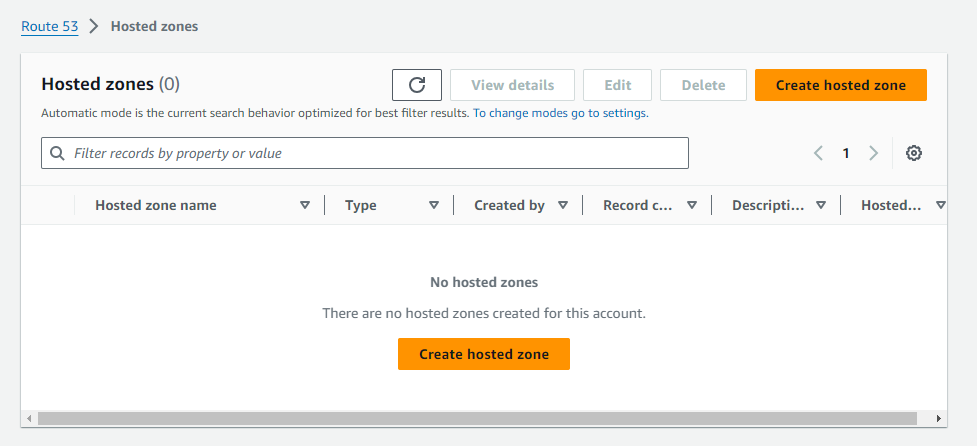 Route 53 Hosted zones
Hosted zones (0) View details Edit Delete Create hosted zone
Automatic mode is the current search behavior optimized for best filter results. To change modes go to settings.
Filter records by property or value 1
Hosted zone name Type Created by Record c... Descripti... Hosted...
No hosted zones
There are no hosted zones created for this account.
Create hosted zone